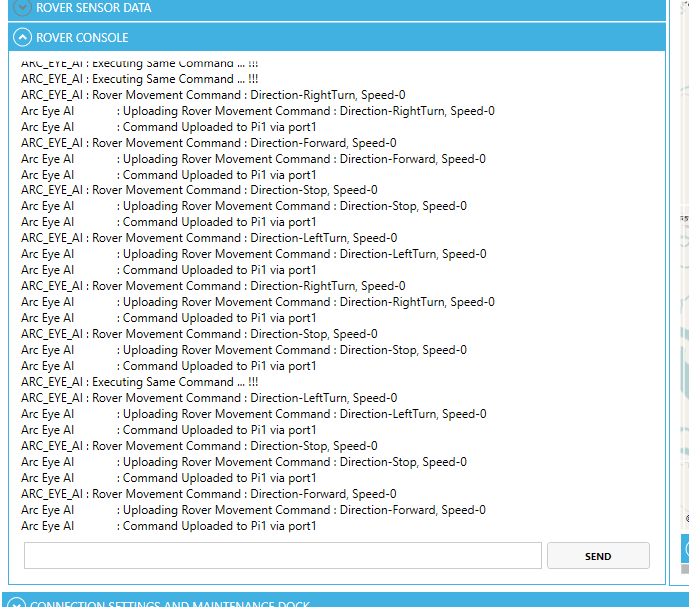 ROVER SENSOR DATA
ROVER CONSOLE
ARC_EYE_AI : Executing Same Command ... !!!
ARC_EYE_AI : Executing Same Command ... !!!
ARC_EYE_AI : Rover Movement Command : Direction-RightTurn, Speed-0
Arc Eye AI : Uploading Rover Movement Command : Direction-RightTurn, Speed-0
Arc Eye AI : Command Uploaded to Pi1 via port1
ARC_EYE_AI : Rover Movement Command : Direction-Forward, Speed-0
Arc Eye AI : Uploading Rover Movement Command : Direction-Forward, Speed-0
Arc Eye AI : Command Uploaded to Pi1 via port1
ARC_EYE_AI : Rover Movement Command : Direction-Stop, Speed-0
Arc Eye AI : Uploading Rover Movement Command : Direction-Stop, Speed-0
Arc Eye AI : Command Uploaded to Pi1 via port1
ARC_EYE_AI : Rover Movement Command : Direction-LeftTurn, Speed-0
Arc Eye AI : Uploading Rover Movement Command : Direction-LeftTurn, Speed-0
Arc Eye AI : Command Uploaded to Pi1 via port1
ARC_EYE_AI : Rover Movement Command : Direction-RightTurn, Speed-0
Arc Eye AI : Uploading Rover Movement Command : Direction-RightTurn, Speed-0
Arc Eye AI : Command Uploaded to Pi1 via port1
ARC_EYE_AI : Rover Movement Command : Direction-Stop, Speed-0
Arc Eye AI : Uploading Rover Movement Command : Direction-Stop, Speed-0
Arc Eye AI : Command Uploaded to Pi1 via port1
ARC_EYE_AI : Executing Same Command ... !!!
ARC_EYE_AI : Rover Movement Command : Direction-LeftTurn, Speed-0
Arc Eye AI : Uploading Rover Movement Command : Direction-LeftTurn, Speed-0
Arc Eye AI : Command Uploaded to Pi1 via port1
ARC_EYE_AI : Rover Movement Command : Direction-Stop, Speed-0
Arc Eye AI : Uploading Rover Movement Command : Direction-Stop, Speed-0
Arc Eye AI : Command Uploaded to Pi1 via port1
ARC_EYE_AI : Rover Movement Command : Direction-Forward, Speed-0
Arc Eye AI : Uploading Rover Movement Command : Direction-Forward, Speed-0
Arc Eye AI : Command Uploaded to Pi1 via port1
SEND
CONNECTION SETTINGS AND MAINTENANCE DOCK